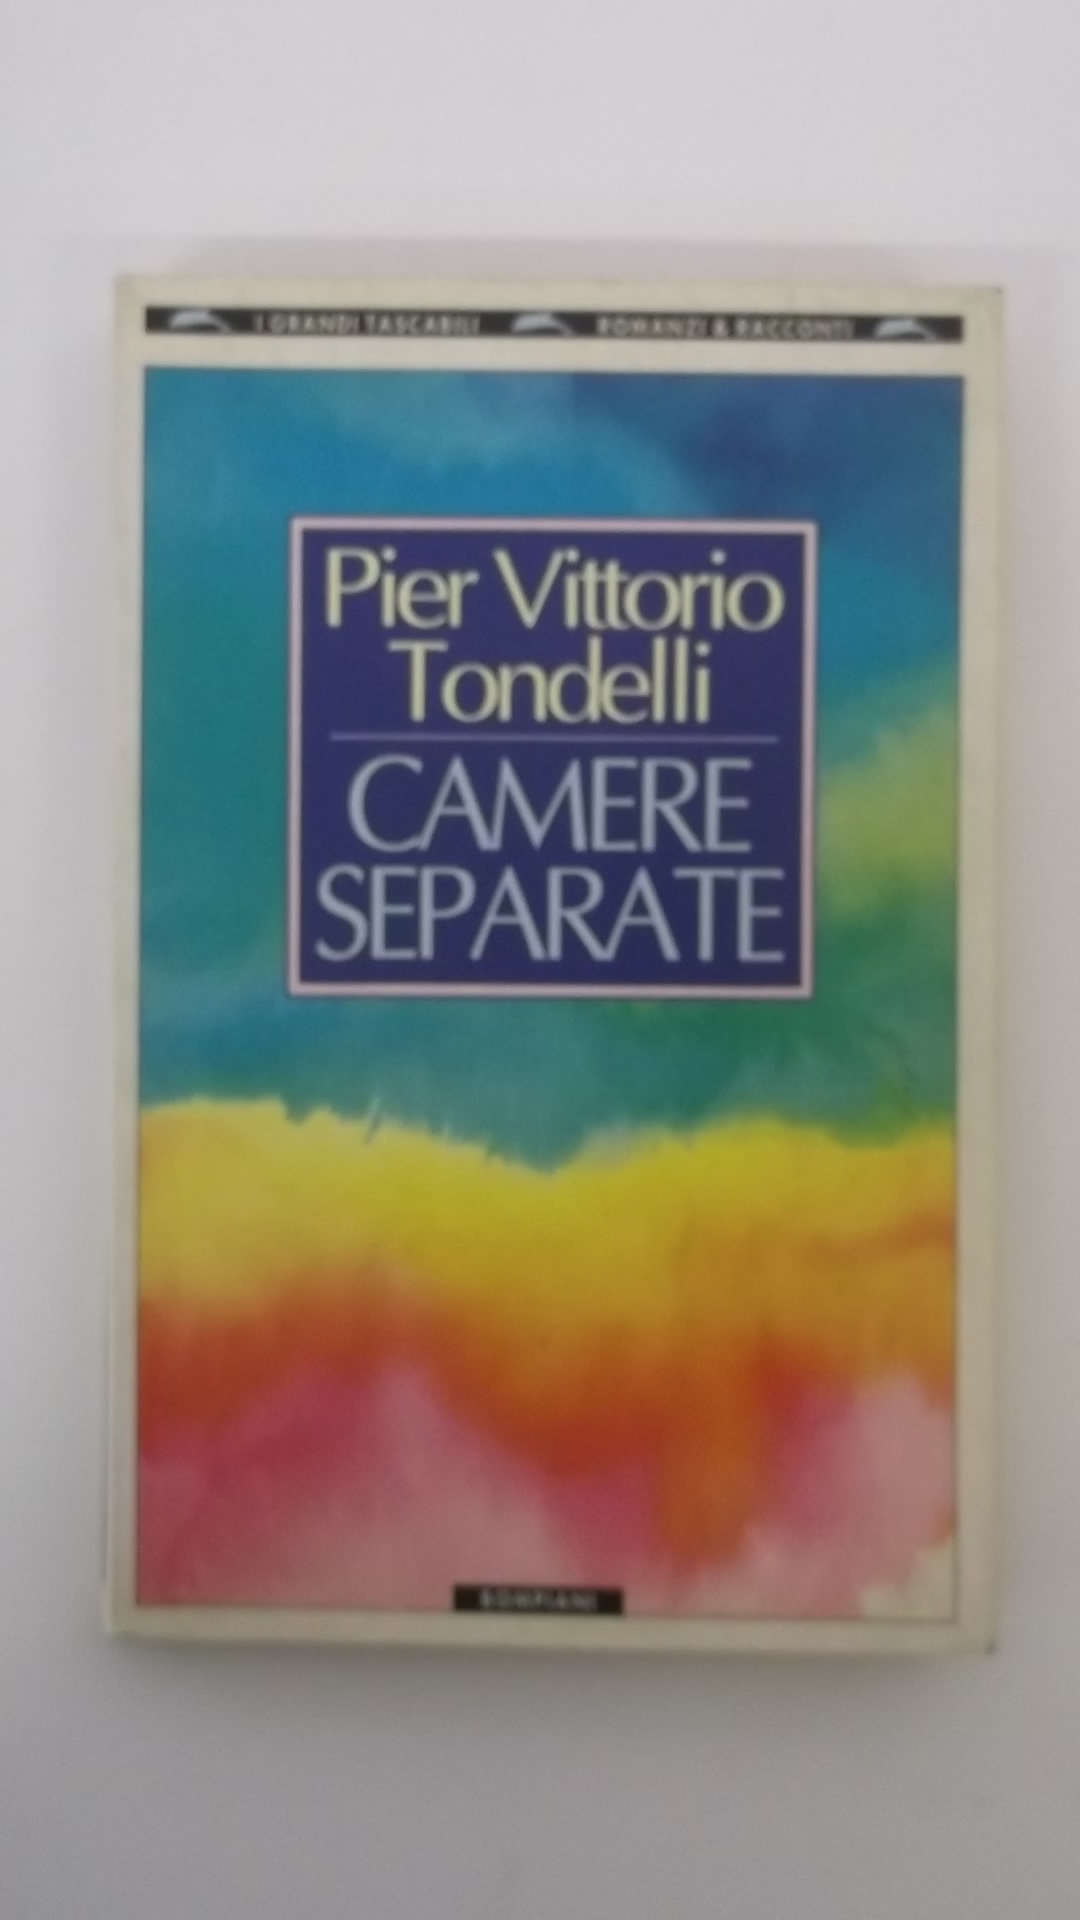 I GRANDI TASCABILI ROMANZI & RACCONTI
Pier Vittorio
Tondelli
CAMERE
SEPARATE
BOMPIANI